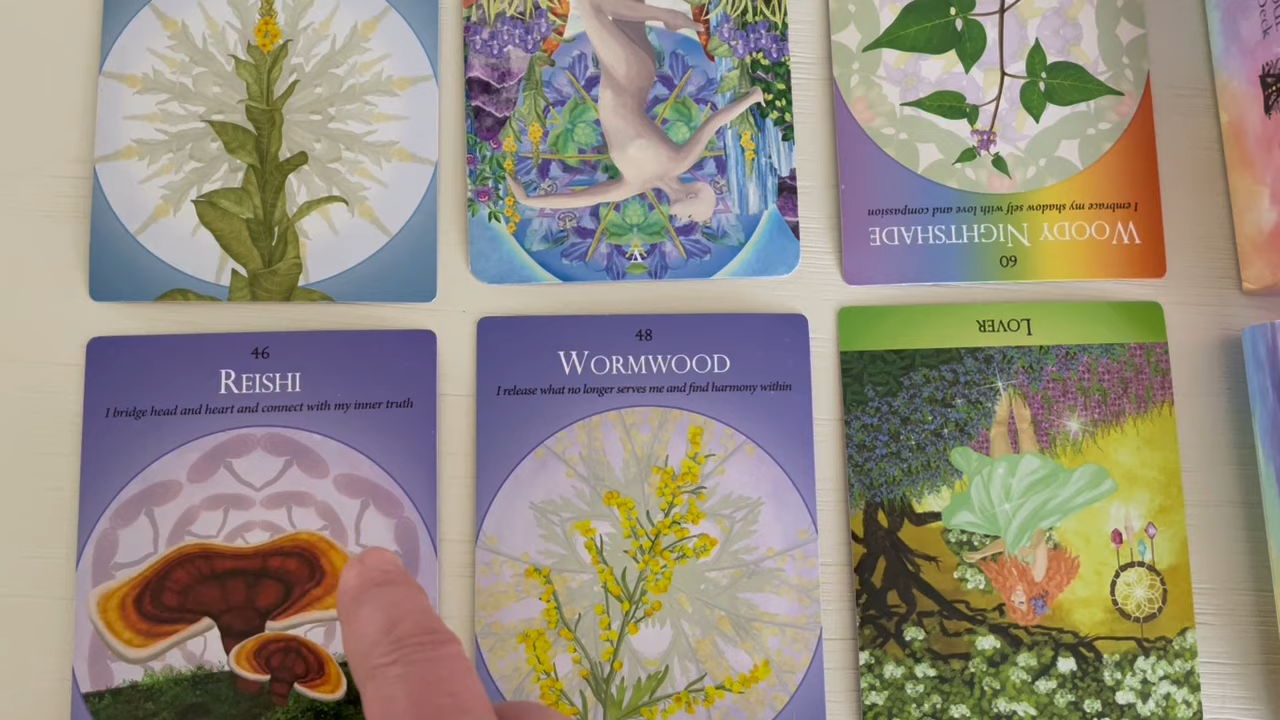 V
I embrace my shadow self with love and compassion
WOODY NIGHTSHADE
60
Deck
46
REISHI
I bridge head and heart and connect with my inner truth
48
WORMWOOD
I release what no longer serves me and find harmony within
LOVER